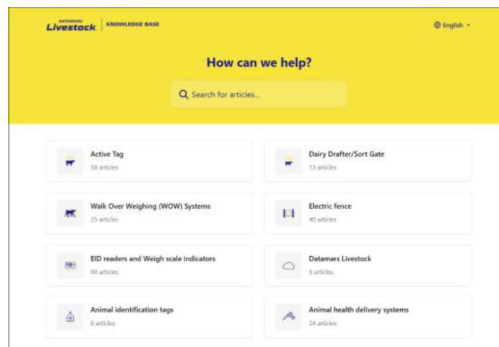 DATAMARS
Livestock
KNOWLEDGE BASE
English
How can we help?
Search for articles...
Active Tag
58 articles
Dairy Drafter/Sort Gate
13 articles
Walk Over Weighing (WOW) Systems
25 articles
Electric fence
40 articles
EID readers and Weigh scale indicators
90 articles
Datamars Livestock
5 articles
Animal identification tags
6 articles
Animal health delivery systems
24 articles